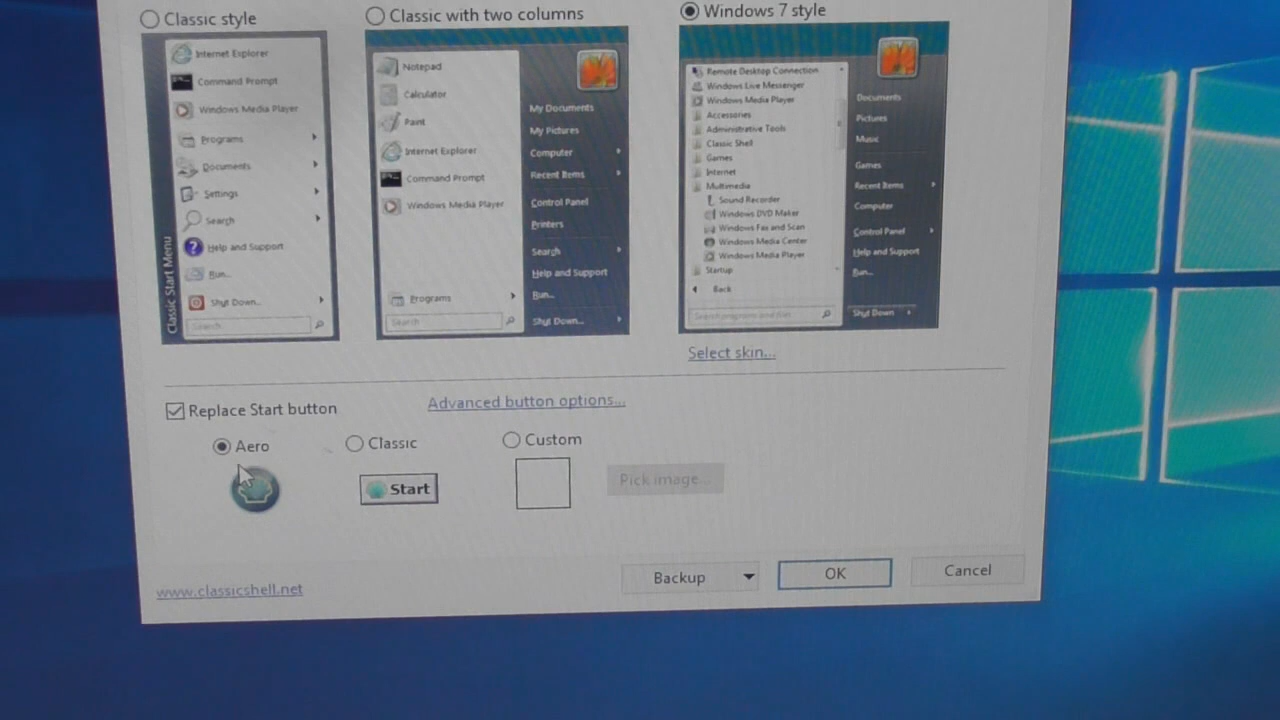 Classic style
Classic with two columns
Windows 7 style
Internet Explorer
Command Prompt
Windows Media Player
Programs
Documents
Settings
Search
Help and Support
Run...
Shut Down...
Search
Classic Start Menu
Notepad
Calculator
Paint
Internet Explorer
Command Prompt
Windows Media Player
Programs
Search
My Documents
My Pictures
Computer
Recent Items
Control Panel
Printers
Search
Help and Support
Run...
Shut Down...
Remote Desktop Connection
Windows Live Messenger
Windows Media Player
Accessories
Administrative Tools
Classic Shell
Games
Internet
Multimedia
Sound Recorder
Windows DVD Maker
Windows Fax and Scan
Windows Media Center
Windows Media Player
Startup
Back
Search programs and files
Documents
Pictures
Music
Games
Recent Items
Computer
Control Panel
Help and Support
Run...
Shut Down
Select skin...
Replace Start button
Advanced button options...
Aero
Classic
Custom
Start
Pick image...
www.classicshell.net
Backup
OK
Cancel